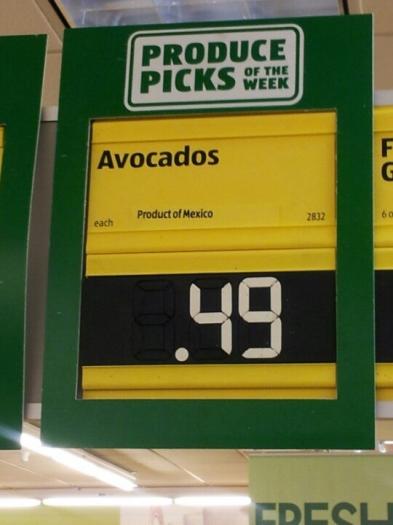 PRODUCE
PICKS OF THE WEEK
Avocados
each Product of Mexico 2832
.49